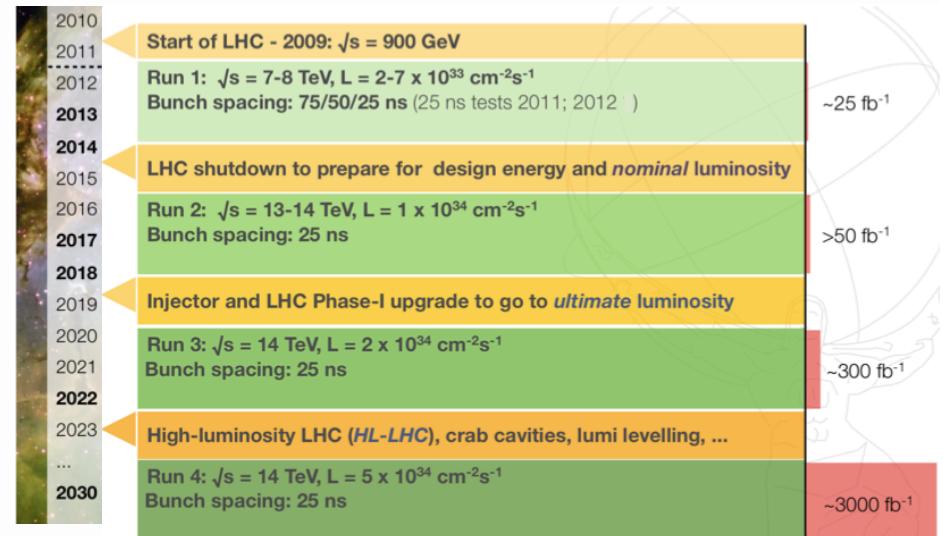 2010
2011
2012
2013
2014
2015
2016
2017
2018
2019
2020
2021
2022
2023
...
2030
Start of LHC - 2009: √s = 900 GeV
Run 1: √s = 7-8 TeV, L = 2-7 x 10³³ cm⁻²s⁻¹
Bunch spacing: 75/50/25 ns (25 ns tests 2011; 2012 )
~25 fb⁻¹
LHC shutdown to prepare for design energy and nominal luminosity
Run 2: √s = 13-14 TeV, L = 1 x 10³⁴ cm⁻²s⁻¹
Bunch spacing: 25 ns
>50 fb⁻¹
Injector and LHC Phase-I upgrade to go to ultimate luminosity
Run 3: √s = 14 TeV, L = 2 x 10³⁴ cm⁻²s⁻¹
Bunch spacing: 25 ns
~300 fb⁻¹
High-luminosity LHC (HL-LHC), crab cavities, lumi levelling, ...
Run 4: √s = 14 TeV, L = 5 x 10³⁴ cm⁻²s⁻¹
Bunch spacing: 25 ns
~3000 fb⁻¹